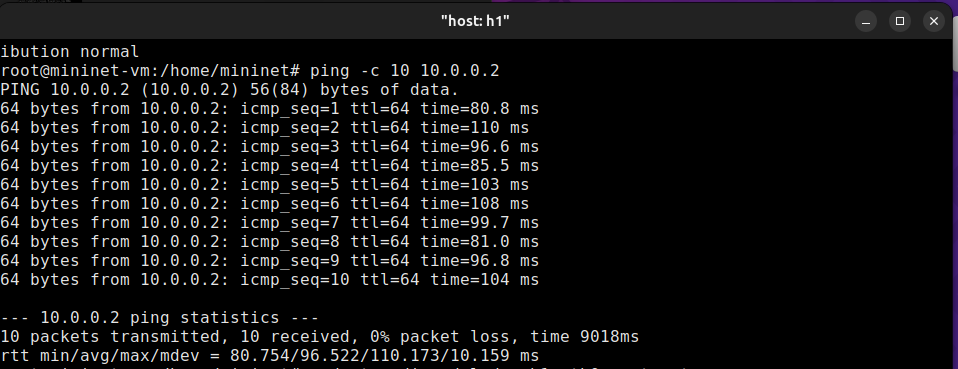 "host: h1"
ibution normal
root@mininet-vm:/home/mininet# ping -c 10 10.0.0.2
PING 10.0.0.2 (10.0.0.2) 56(84) bytes of data.
64 bytes from 10.0.0.2: icmp_seq=1 ttl=64 time=80.8 ms
64 bytes from 10.0.0.2: icmp_seq=2 ttl=64 time=110 ms
64 bytes from 10.0.0.2: icmp_seq=3 ttl=64 time=96.6 ms
64 bytes from 10.0.0.2: icmp_seq=4 ttl=64 time=85.5 ms
64 bytes from 10.0.0.2: icmp_seq=5 ttl=64 time=103 ms
64 bytes from 10.0.0.2: icmp_seq=6 ttl=64 time=108 ms
64 bytes from 10.0.0.2: icmp_seq=7 ttl=64 time=99.7 ms
64 bytes from 10.0.0.2: icmp_seq=8 ttl=64 time=81.0 ms
64 bytes from 10.0.0.2: icmp_seq=9 ttl=64 time=96.8 ms
64 bytes from 10.0.0.2: icmp_seq=10 ttl=64 time=104 ms
--- 10.0.0.2 ping statistics ---
10 packets transmitted, 10 received, 0% packet loss, time 9018ms
rtt min/avg/max/mdev = 80.754/96.522/110.173/10.159 ms